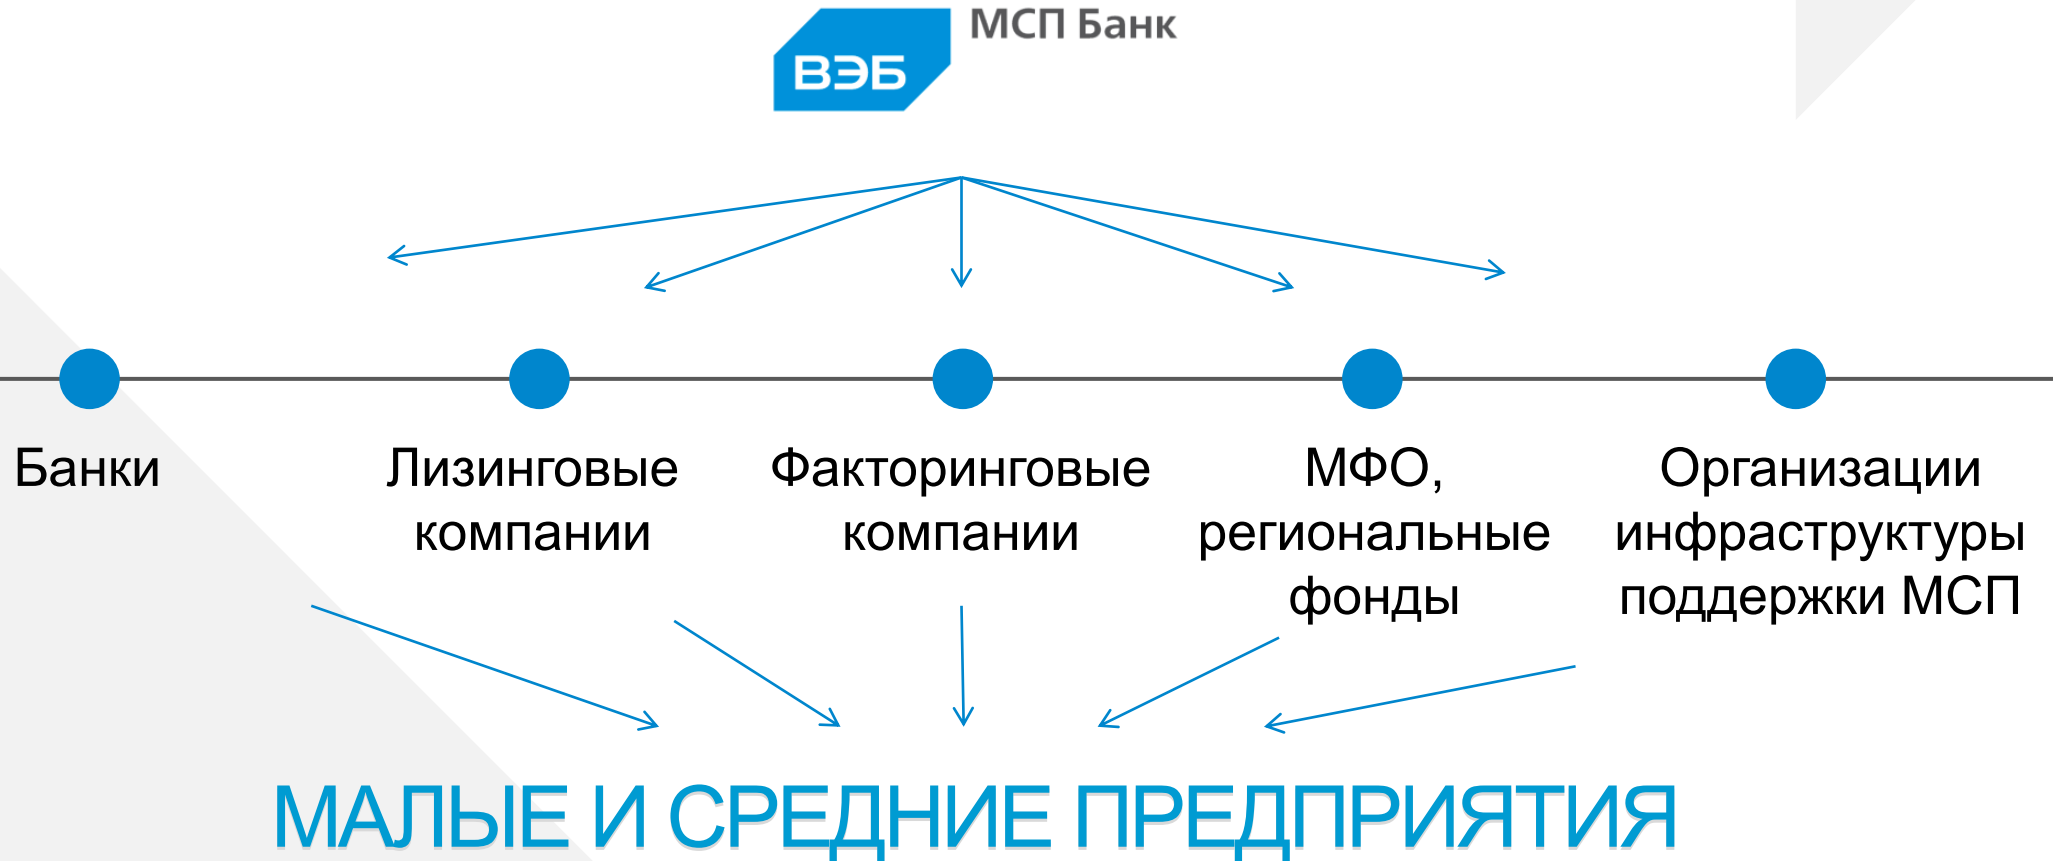 МСП Банк
ВЭБ
Банки
Лизинговые
компании
Факторинговые
компании
МФО,
региональные
фонды
Организации
инфраструктуры
поддержки МСП
МАЛЫЕ И СРЕДНИЕ ПРЕДПРИЯТИЯ